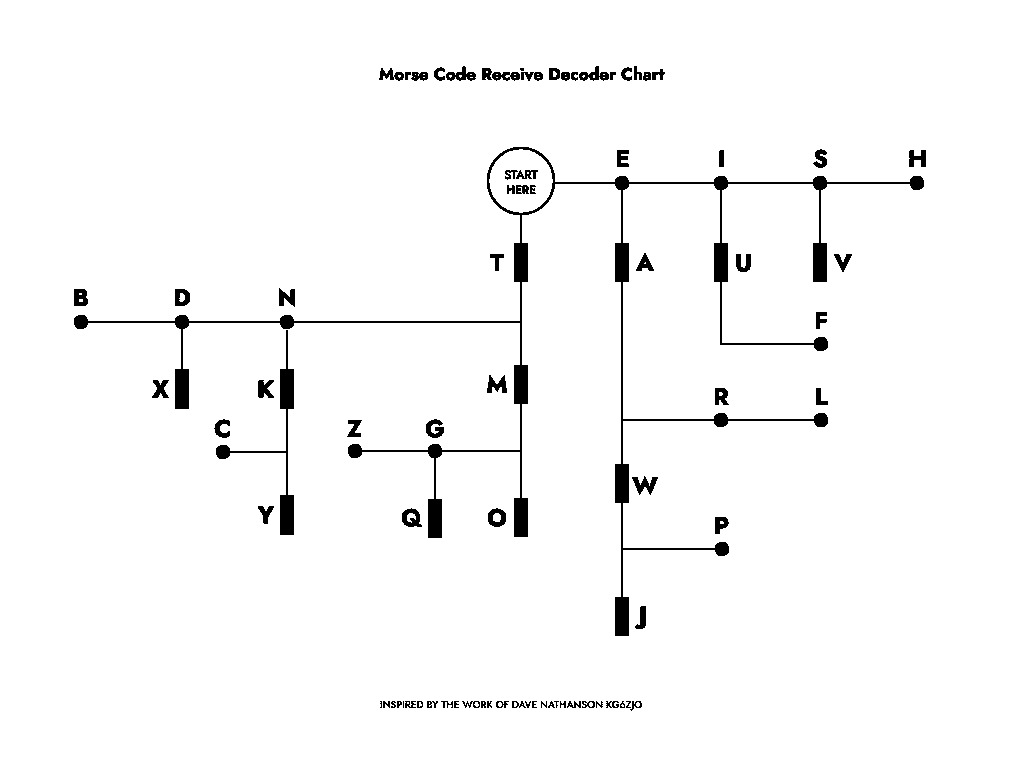 Morse Code Receive Decoder Chart
E I S H
START
HERE
T A U V
B D N
F
X K M
R L
C Z G
W
Y Q O
P
J
INSPIRED BY THE WORK OF DAVE NATHANSON KG6ZJO